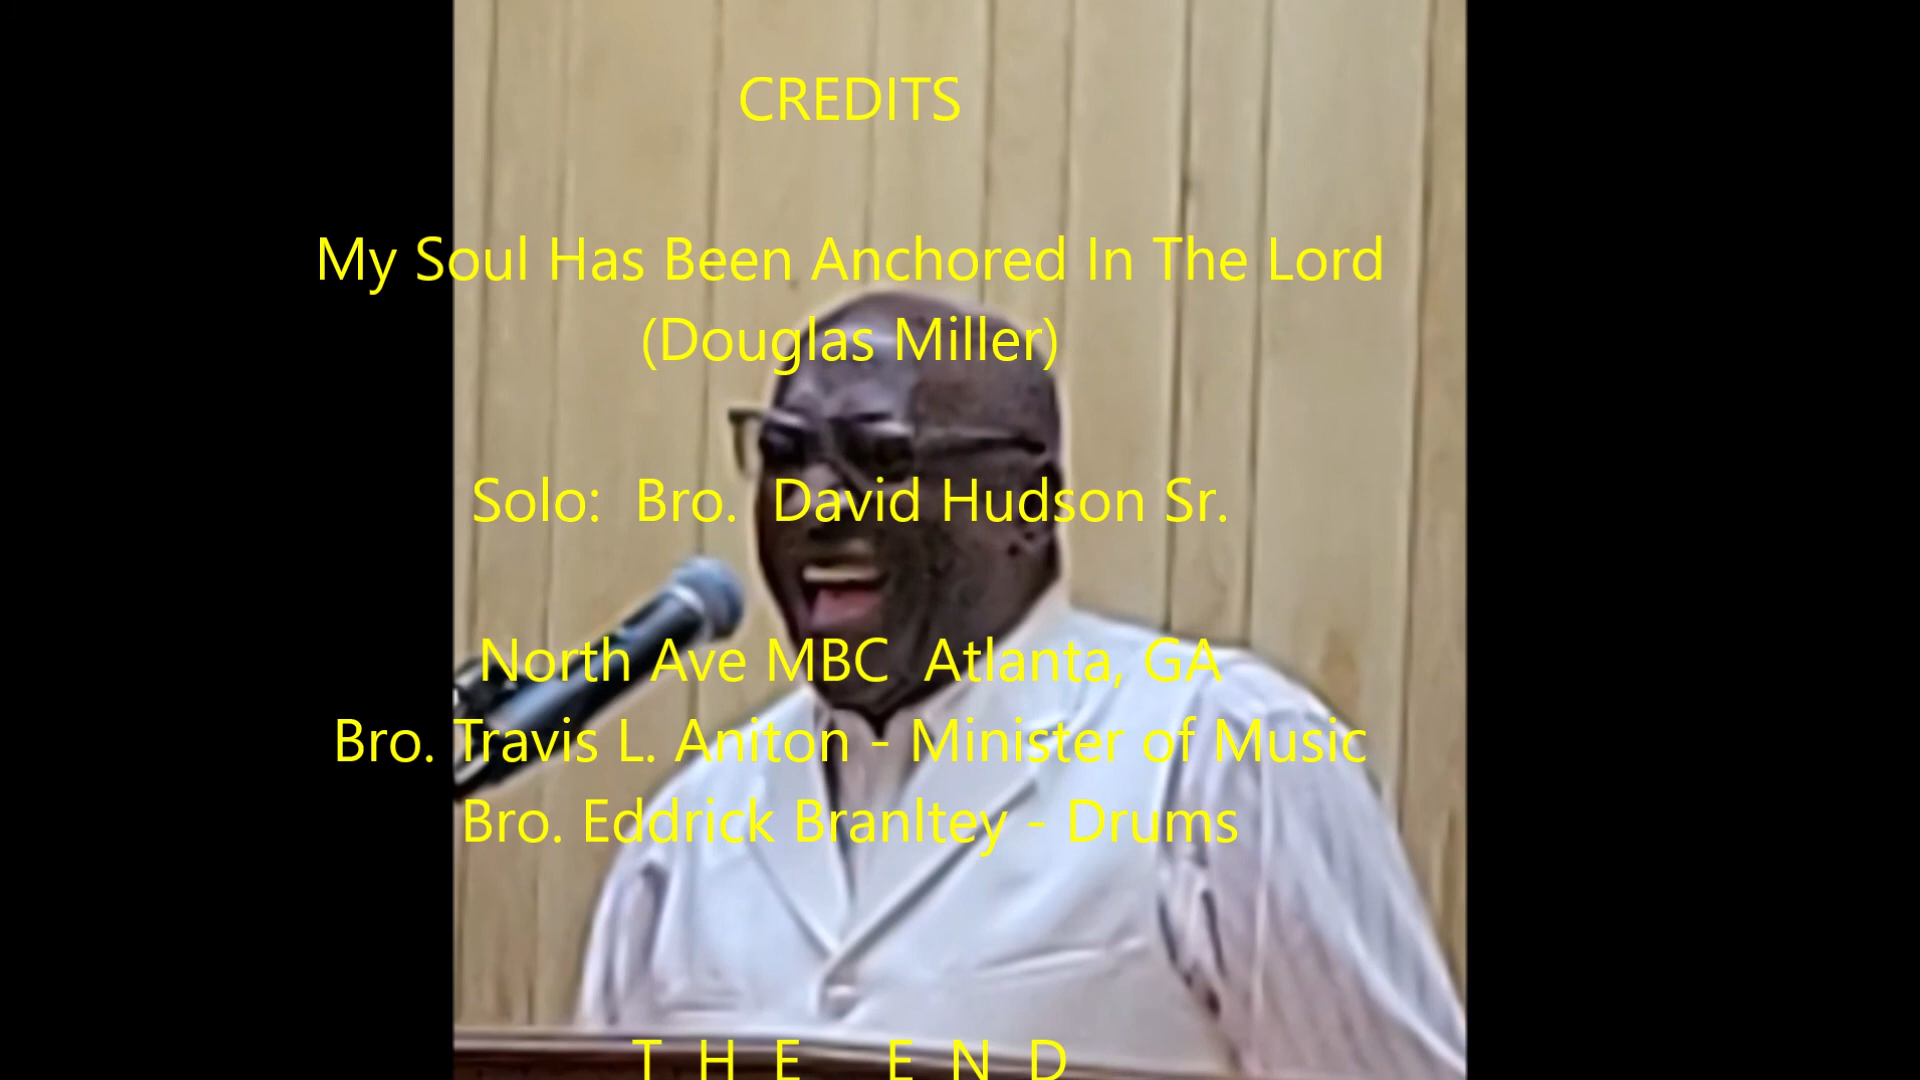 CREDITS
My Soul Has Been Anchored In The Lord
(Douglas Miller)
Solo:  Bro.  David Hudson Sr.
North Ave MBC  Atlanta, GA
Bro. Travis L. Aniton - Minister of Music
Bro. Eddrick Branltey - Drums
T H E   E N D